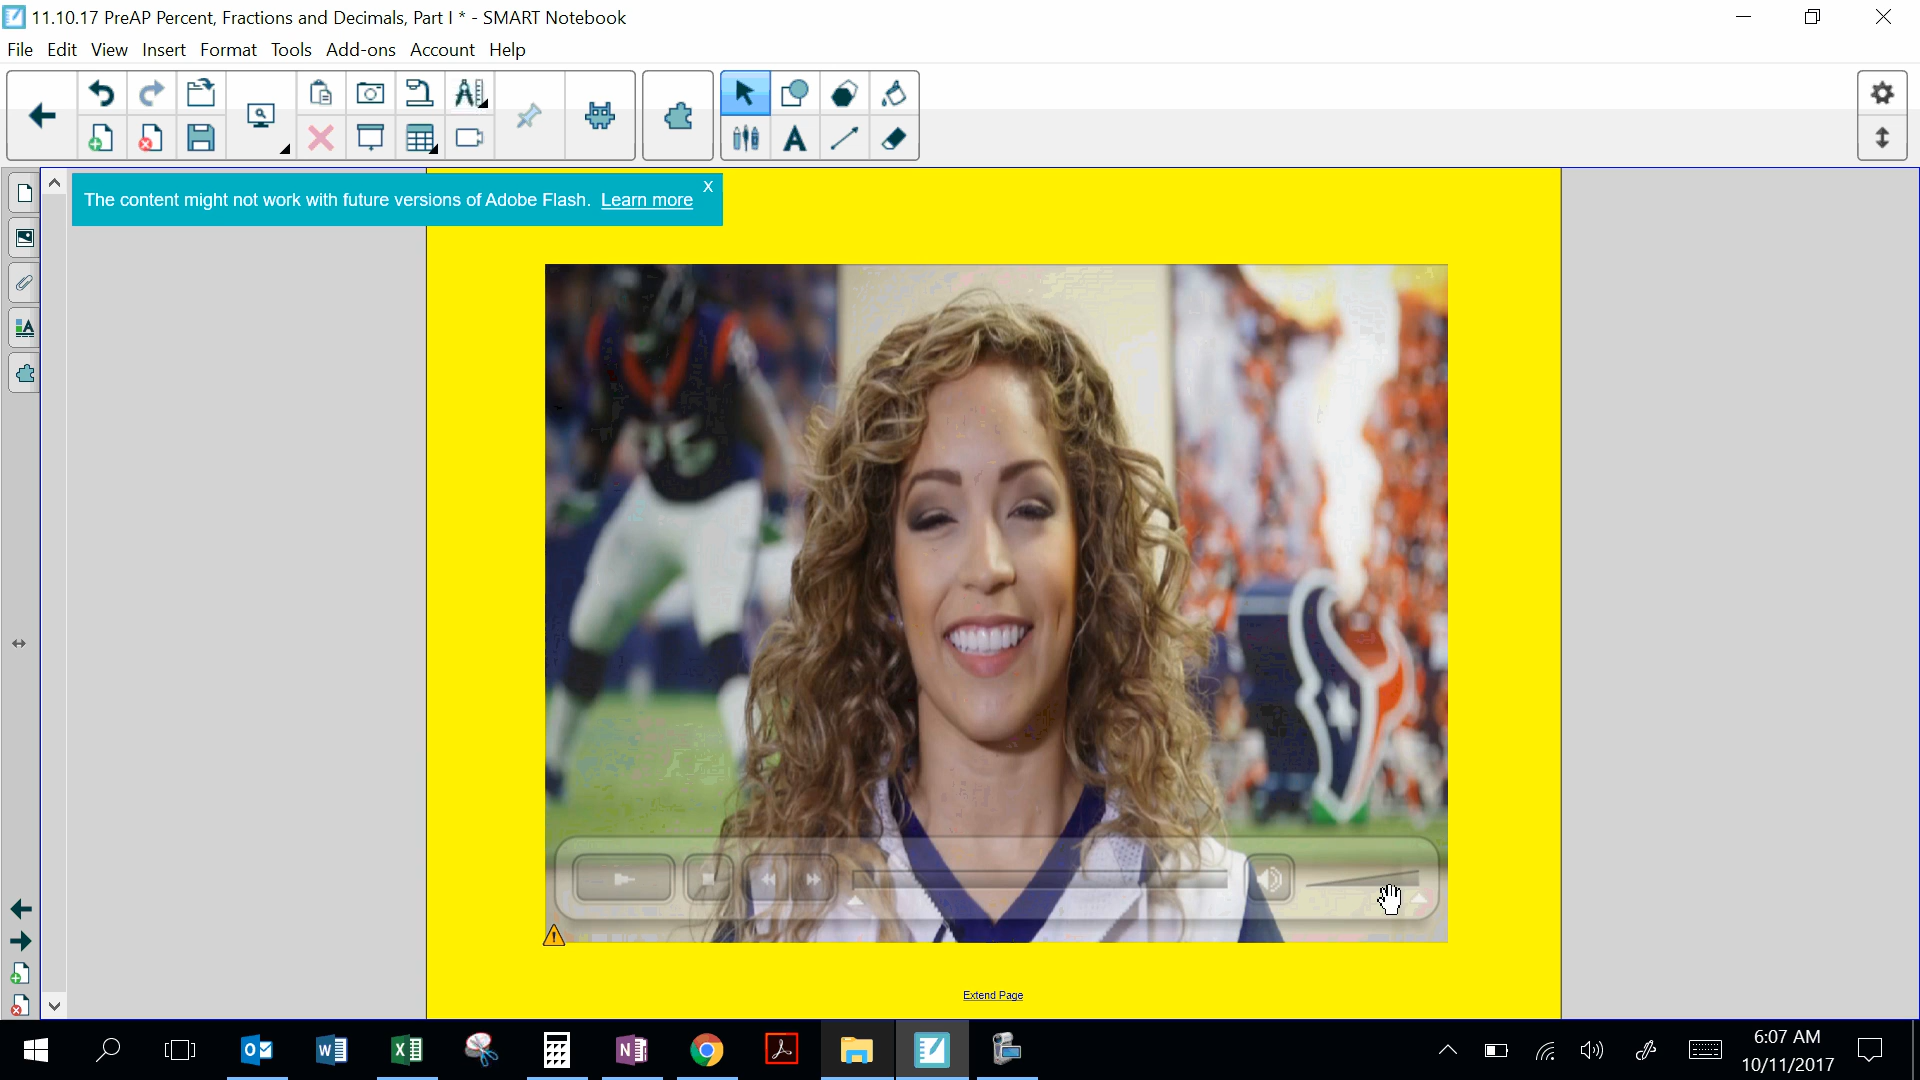 11.10.17 PreAP Percent, Fractions and Decimals, Part I * - SMART Notebook
File Edit View Insert Format Tools Add-ons Account Help
The content might not work with future versions of Adobe Flash. Learn more
X
Extend Page
6:07 AM
10/11/2017